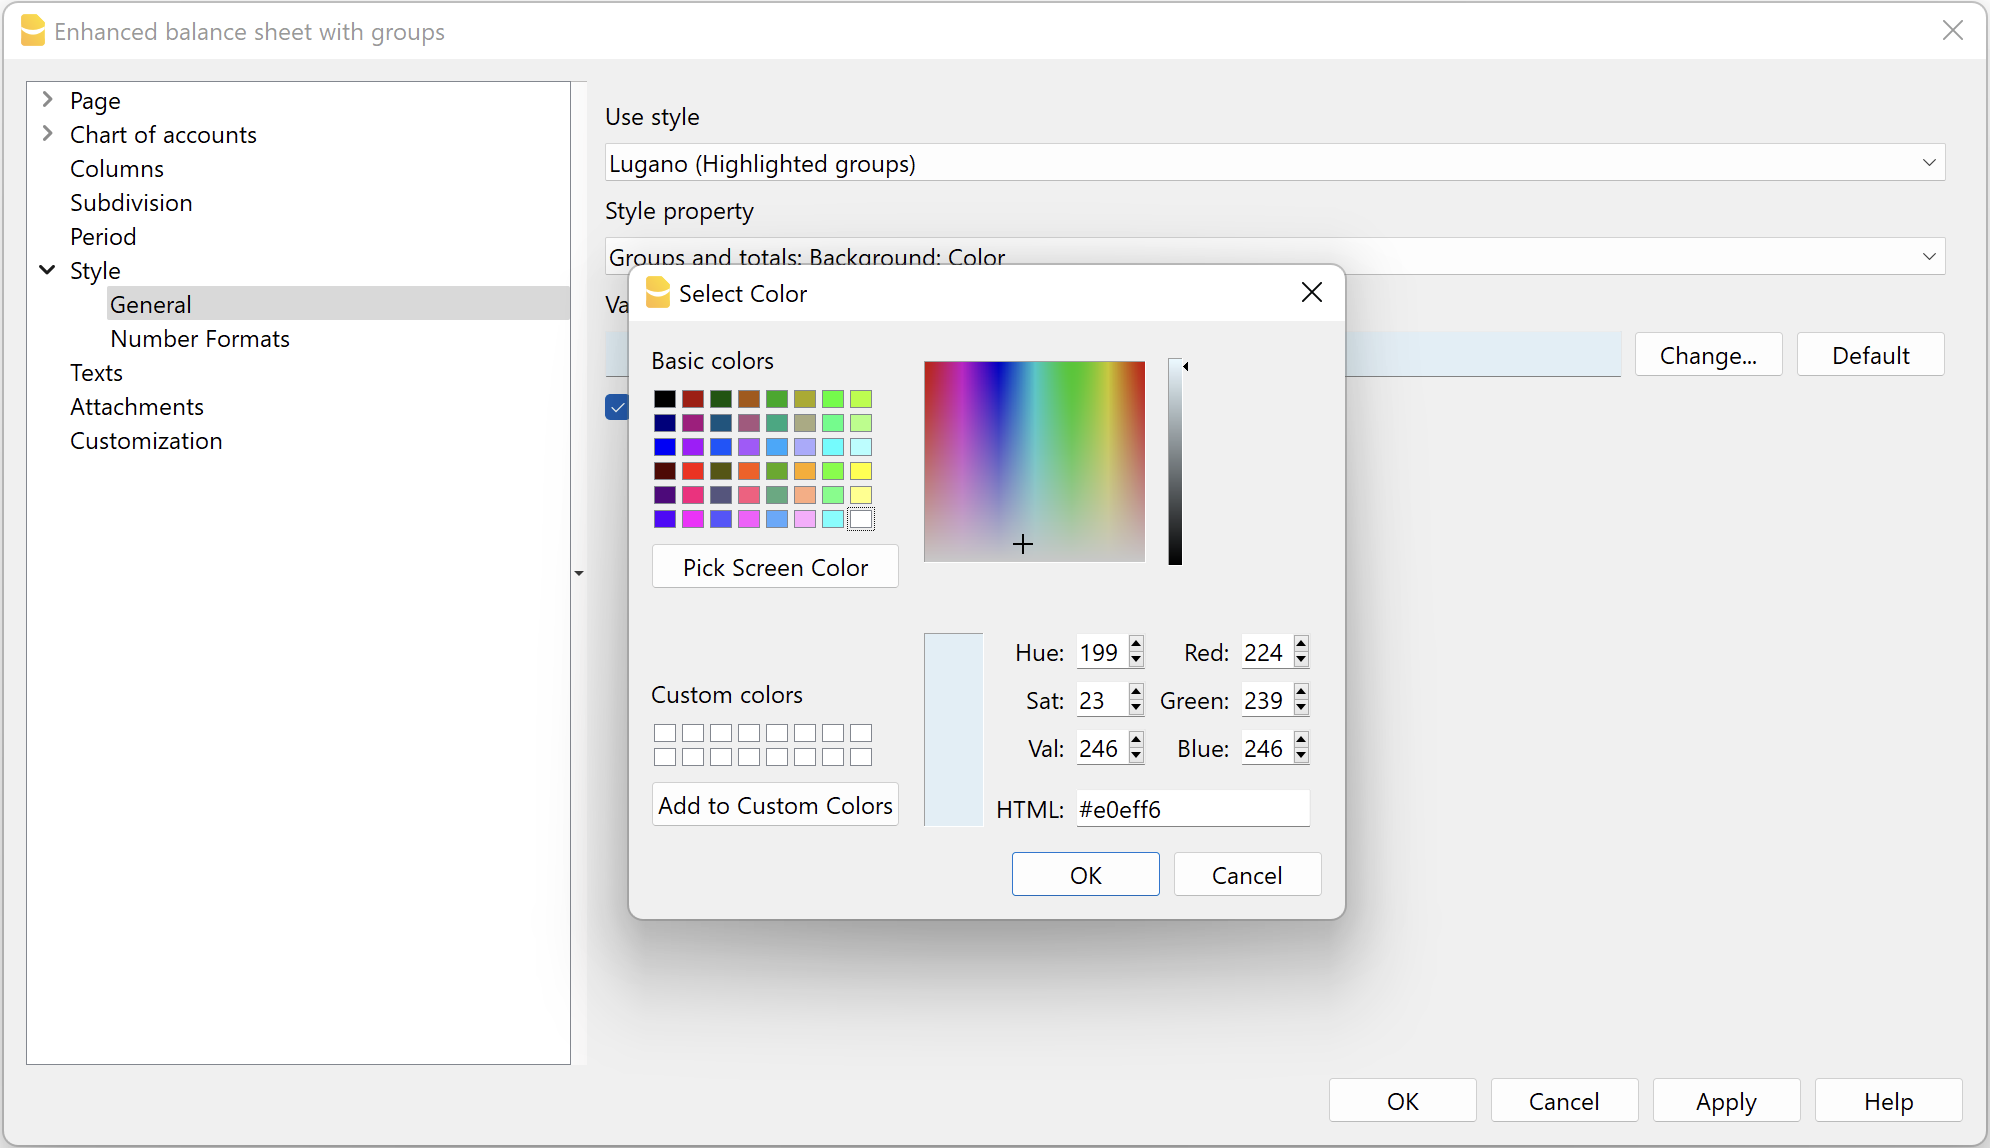 Enhanced balance sheet with groups
Page
Chart of accounts
Columns
Subdivision
Period
Style
General
Number Formats
Texts
Attachments
Customization
Use style
Lugano (Highlighted groups)
Style property
Groups and totals: Background: Color
Va
Change...
Default
Select Color
Basic colors
Pick Screen Color
Custom colors
Add to Custom Colors
Hue: 199 Red: 224
Sat: 23 Green: 239
Val: 246 Blue: 246
HTML: #e0eff6
OK Cancel
OK Cancel Apply Help